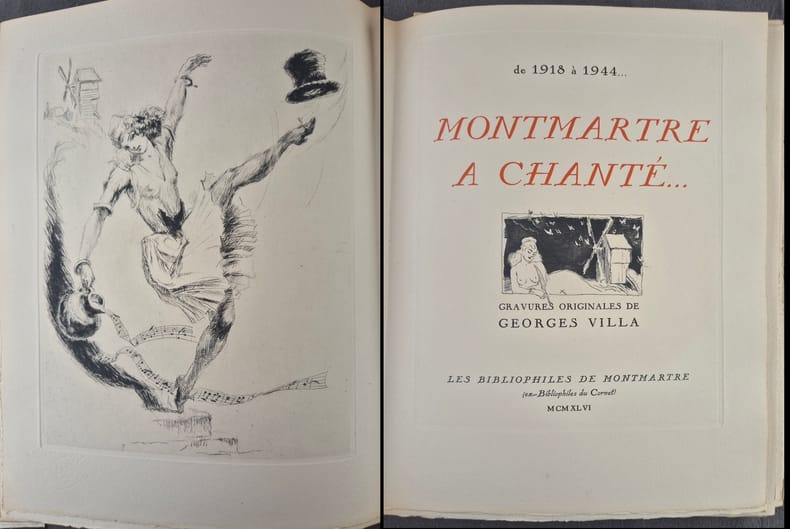 de 1918 à 1944...
MONTMARTRE
A CHANTÉ...
GRAVURES ORIGINALES DE
GEORGES VILLA
LES BIBLIOPHILES DE MONTMARTRE
(ex-Bibliophiles du Cornet)
MCMXLVI